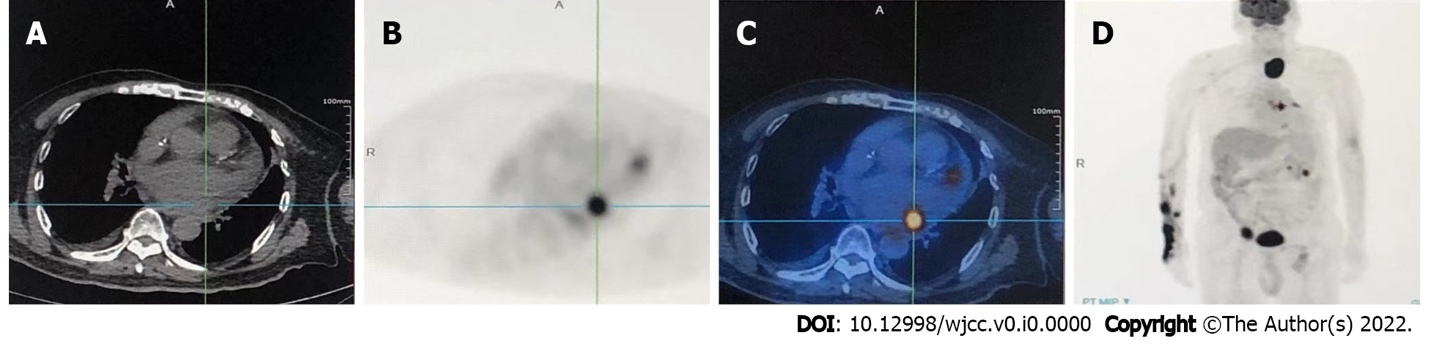 A
A
100mm
B
A
R
C
A
100mm
D
R
PT MIP
G
DOI: 10.12998/wjcc.v0.i0.0000 Copyright ©The Author(s) 2022.